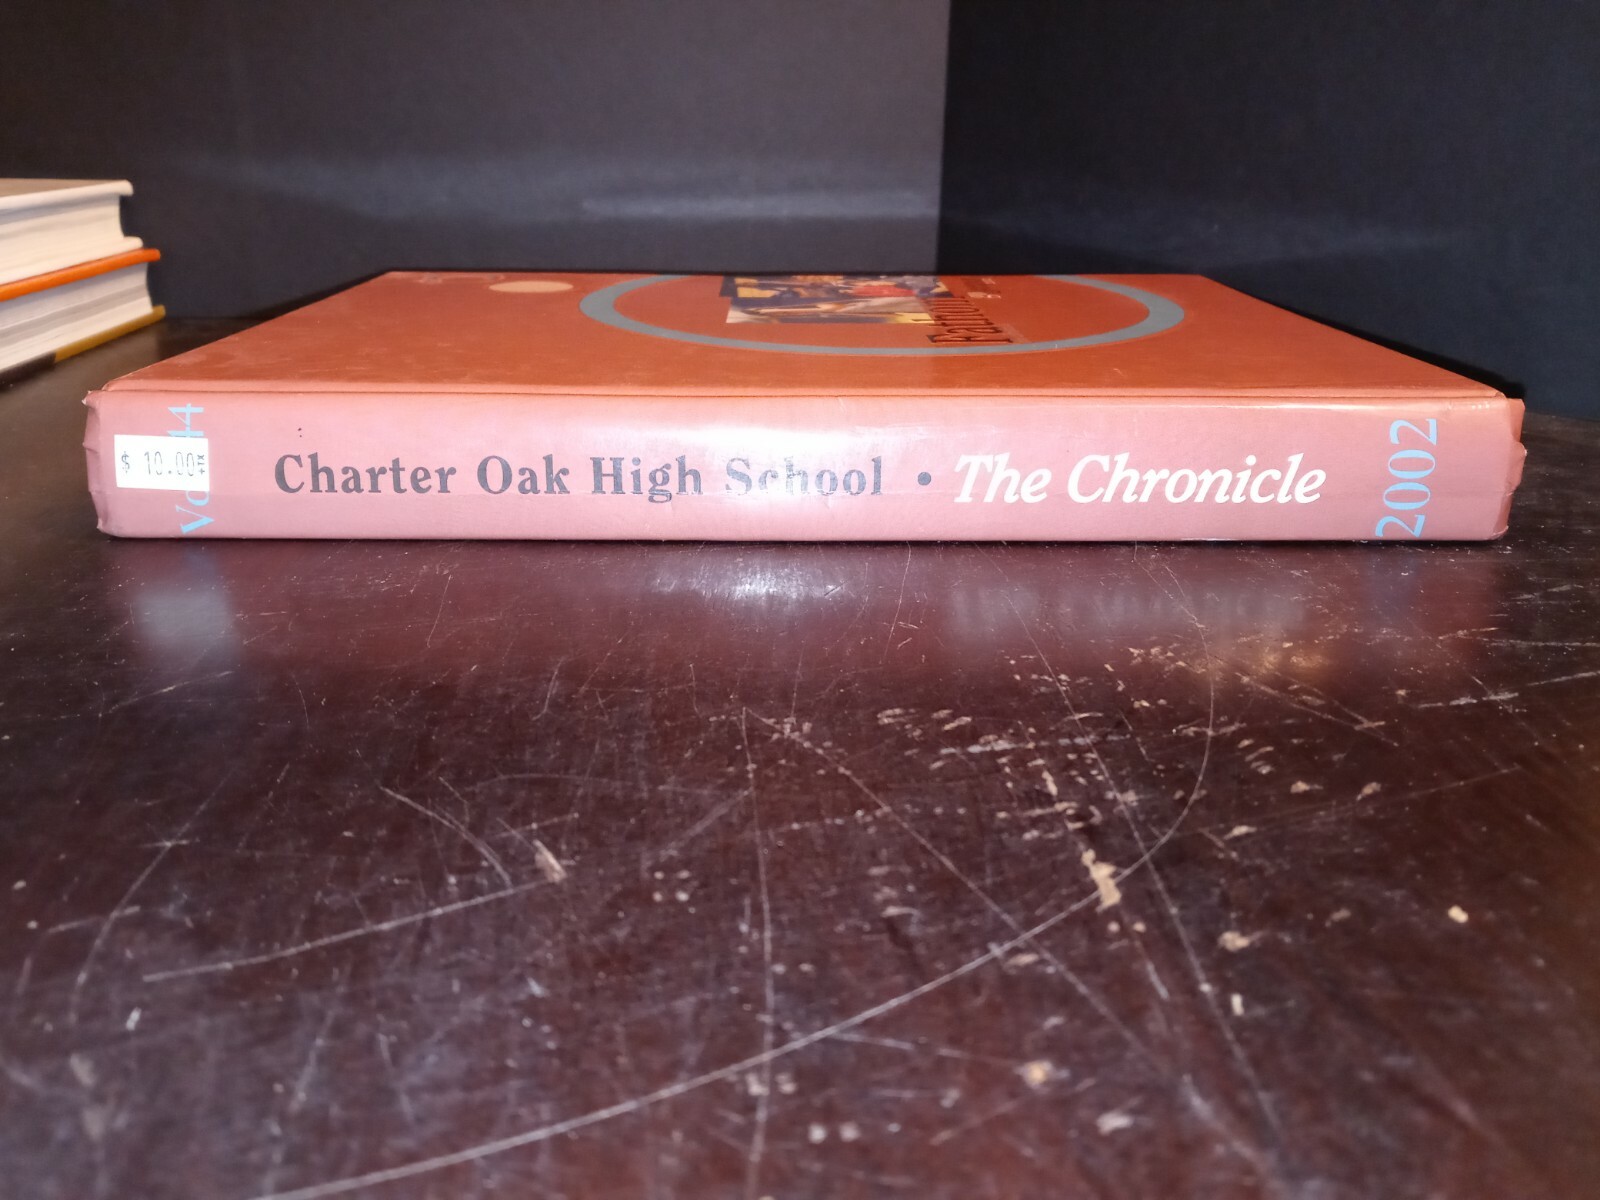 $ 10.00
Charter Oak High School • The Chronicle
2002